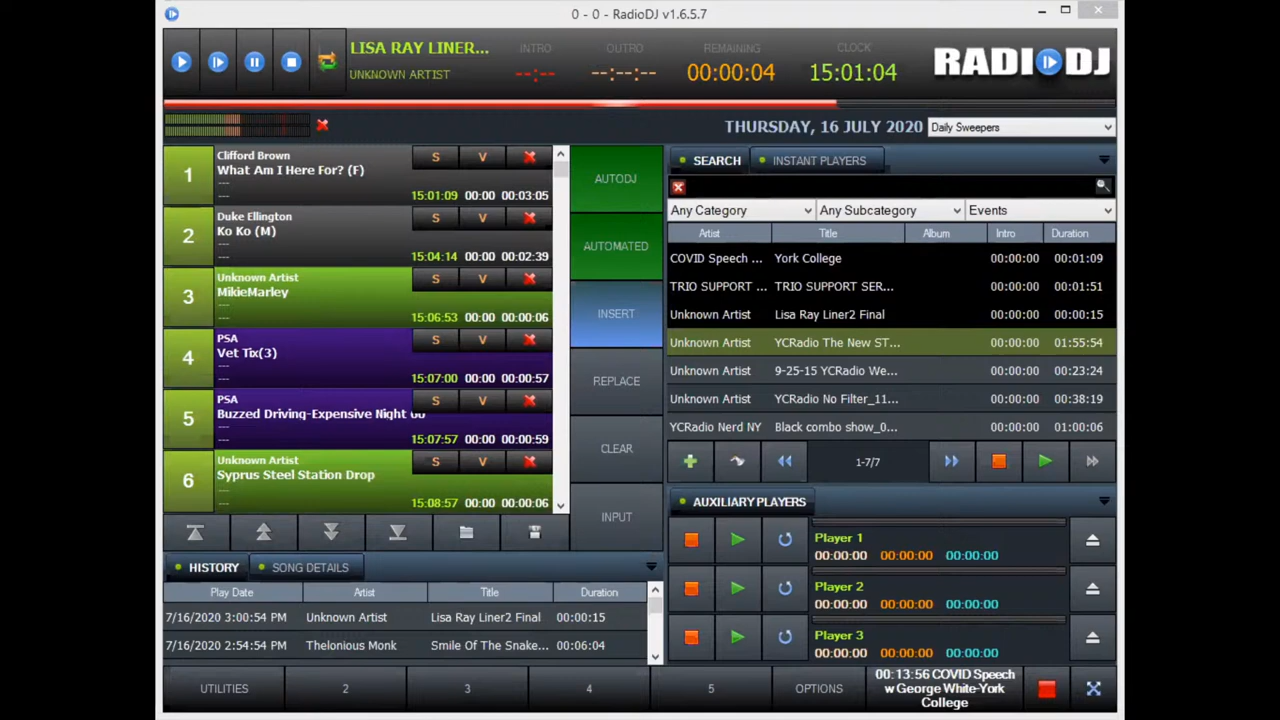 0 - 0 - RadioDJ v1.6.5.7
LISA RAY LINER...
UNKNOWN ARTIST
INTRO
--:--
OUTRO
--:--:--
REMAINING
00:00:04
CLOCK
15:01:04
RADIODJ
THURSDAY, 16 JULY 2020
Daily Sweepers
1
Clifford Brown
What Am I Here For? (F)
---
S V
15:01:09 00:00 00:03:05
2
Duke Ellington
Ko Ko (M)
---
S V
15:04:14 00:00 00:02:39
3
Unknown Artist
MikieMarley
---
S V
15:06:53 00:00 00:00:06
4
PSA
Vet Tix(3)
---
S V
15:07:00 00:00 00:00:57
5
PSA
Buzzed Driving-Expensive Night 60
---
S V
15:07:57 00:00 00:00:59
6
Unknown Artist
Syprus Steel Station Drop
---
S V
15:08:57 00:00 00:00:06
AUTODJ
AUTOMATED
INSERT
REPLACE
CLEAR
INPUT
SEARCH
INSTANT PLAYERS
Any Category
Any Subcategory
Events
Artist Title Album Intro Duration
COVID Speech ... York College 00:00:00 00:01:09
TRIO SUPPORT ... TRIO SUPPORT SER... 00:00:00 00:01:51
Unknown Artist Lisa Ray Liner2 Final 00:00:00 00:00:15
Unknown Artist YCRadio The New ST... 00:00:00 01:55:54
Unknown Artist 9-25-15 YCRadio We... 00:00:00 00:23:24
Unknown Artist YCRadio No Filter_11... 00:00:00 00:38:19
YCRadio Nerd NY Black combo show_0... 00:00:00 01:00:06
1-7/7
AUXILIARY PLAYERS
Player 1
00:00:00 00:00:00 00:00:00
Player 2
00:00:00 00:00:00 00:00:00
Player 3
00:00:00 00:00:00 00:00:00
HISTORY
SONG DETAILS
Play Date Artist Title Duration
7/16/2020 3:00:54 PM Unknown Artist Lisa Ray Liner2 Final 00:00:15
7/16/2020 2:54:54 PM Thelonious Monk Smile Of The Snake... 00:06:04
UTILITIES
2
3
4
5
OPTIONS
00:13:56 COVID Speech
w George White-York
College